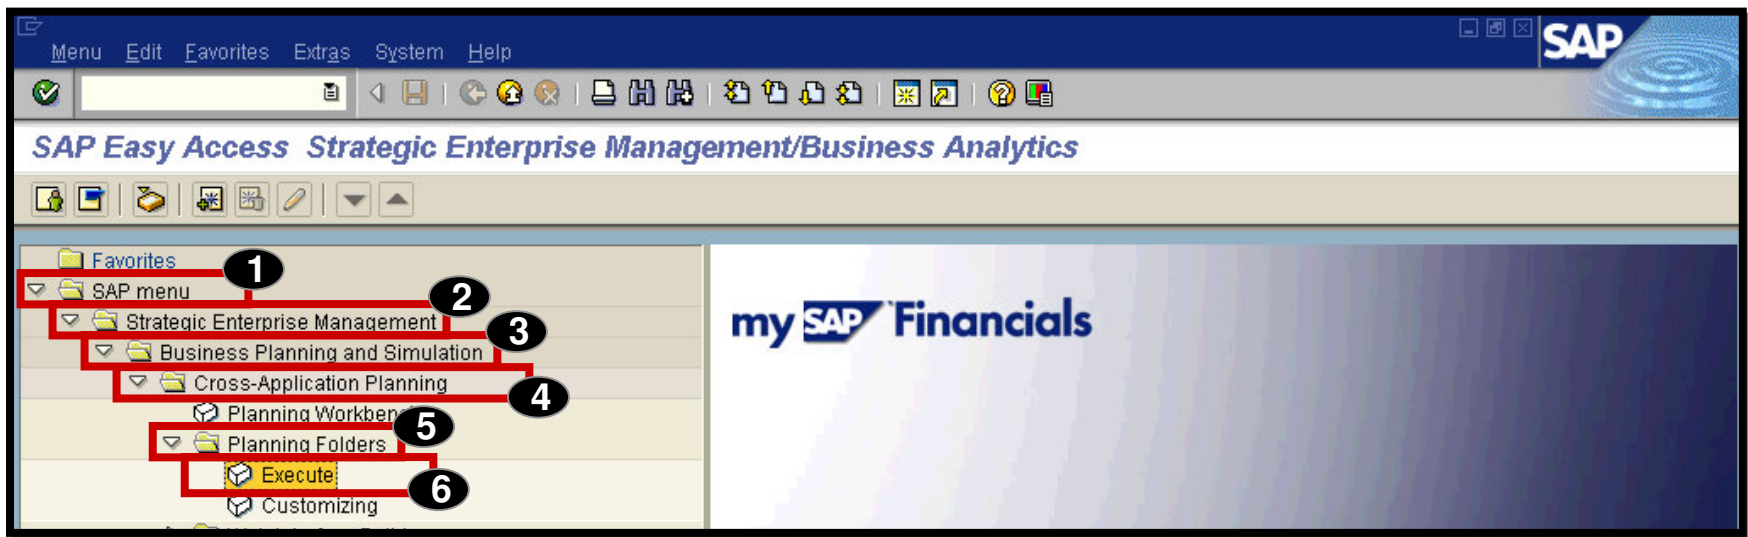 Menu Edit Favorites Extras System Help
SAP
SAP Easy Access Strategic Enterprise Management/Business Analytics
Favorites
1
SAP menu
2
Strategic Enterprise Management
3
Business Planning and Simulation
Cross-Application Planning
4
Planning
5
Planning Folders
Execute
6
Customizing
my SAP Financials